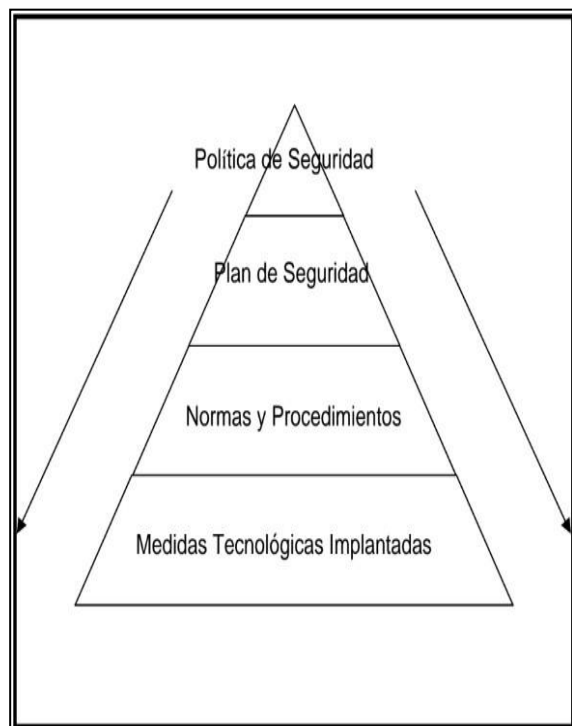 Política de Seguridad
Plan de Seguridad
Normas y Procedimientos
Medidas Tecnológicas Implantadas